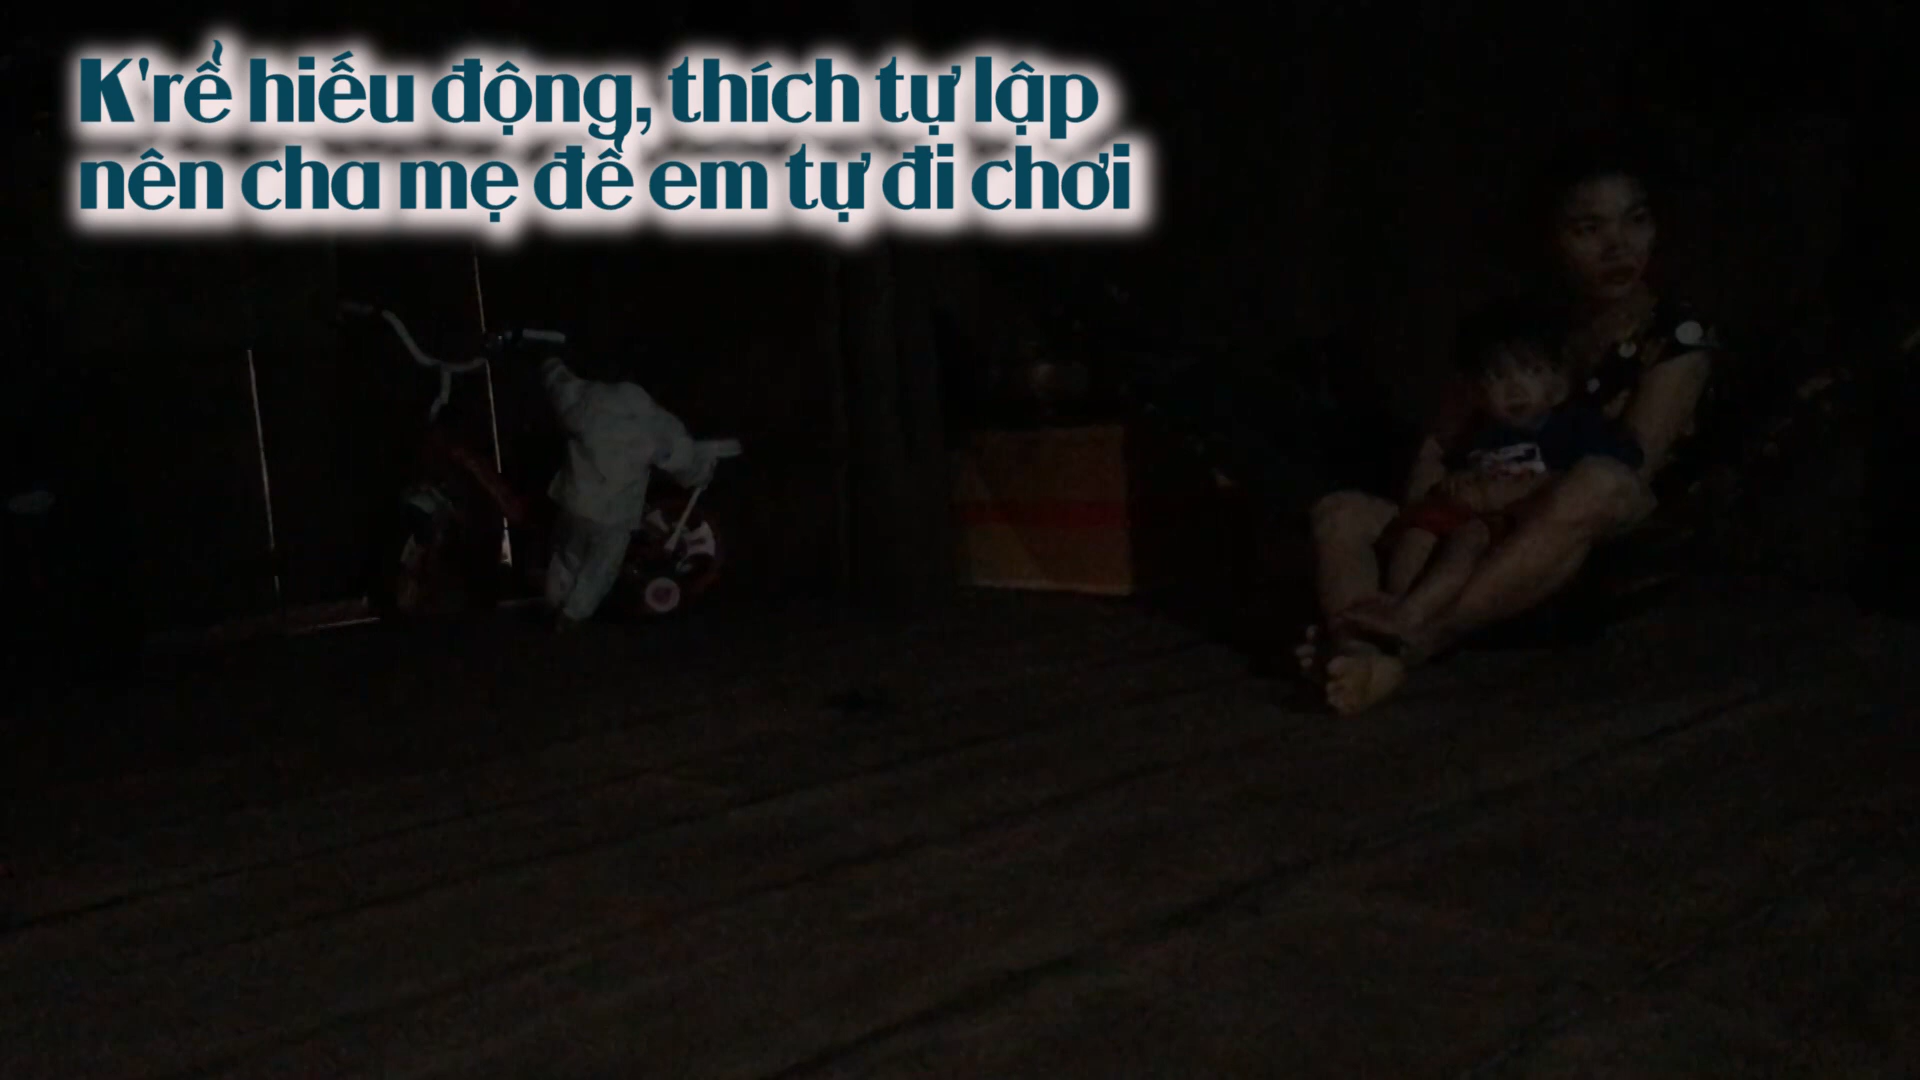 K'rể hiếu động, thích tự lập
nên cha mẹ để em tự đi chơi